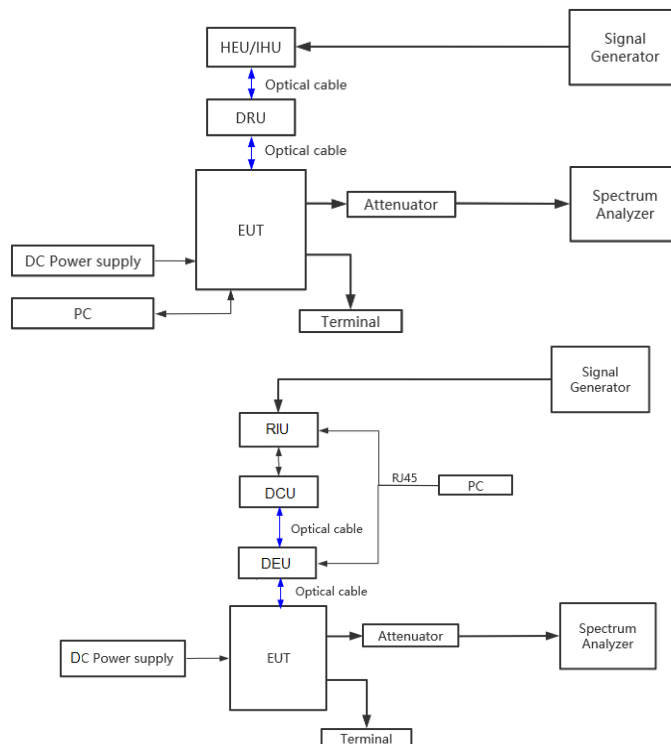 HEU/IHU
Signal
Generator
Optical cable
DRU
Optical cable
EUT
Attenuator
Spectrum
Analyzer
DC Power supply
PC
Terminal
Signal
Generator
RIU
RJ45
PC
DCU
Optical cable
DEU
Optical cable
EUT
Attenuator
Spectrum
Analyzer
DC Power supply
Terminal